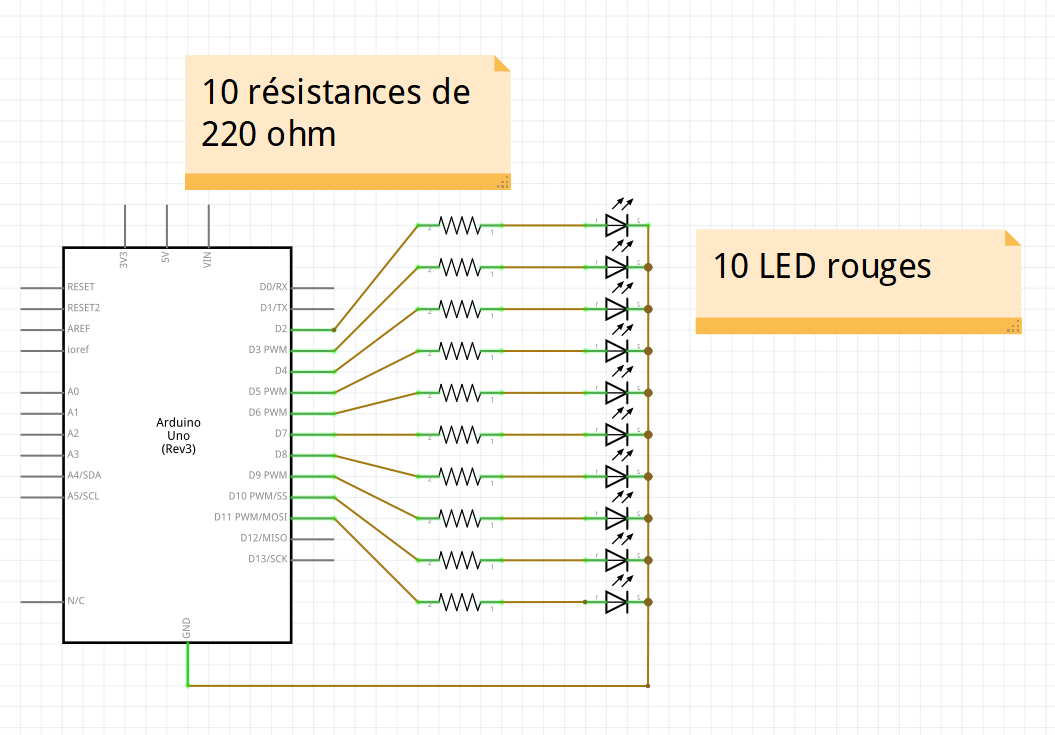 10 résistances de
220 ohm
10 LED rouges
3V3
5V
VIN
RESET
RESET2
AREF
ioref
A0
A1
A2
A3
A4/SDA
A5/SCL
N/C
Arduino
Uno
(Rev3)
D0/RX
D1/TX
D2
D3 PWM
D4
D5 PWM
D6 PWM
D7
D8
D9 PWM
D10 PWM/SS
D11 PWM/MOSI
D12/MISO
D13/SCK
GND